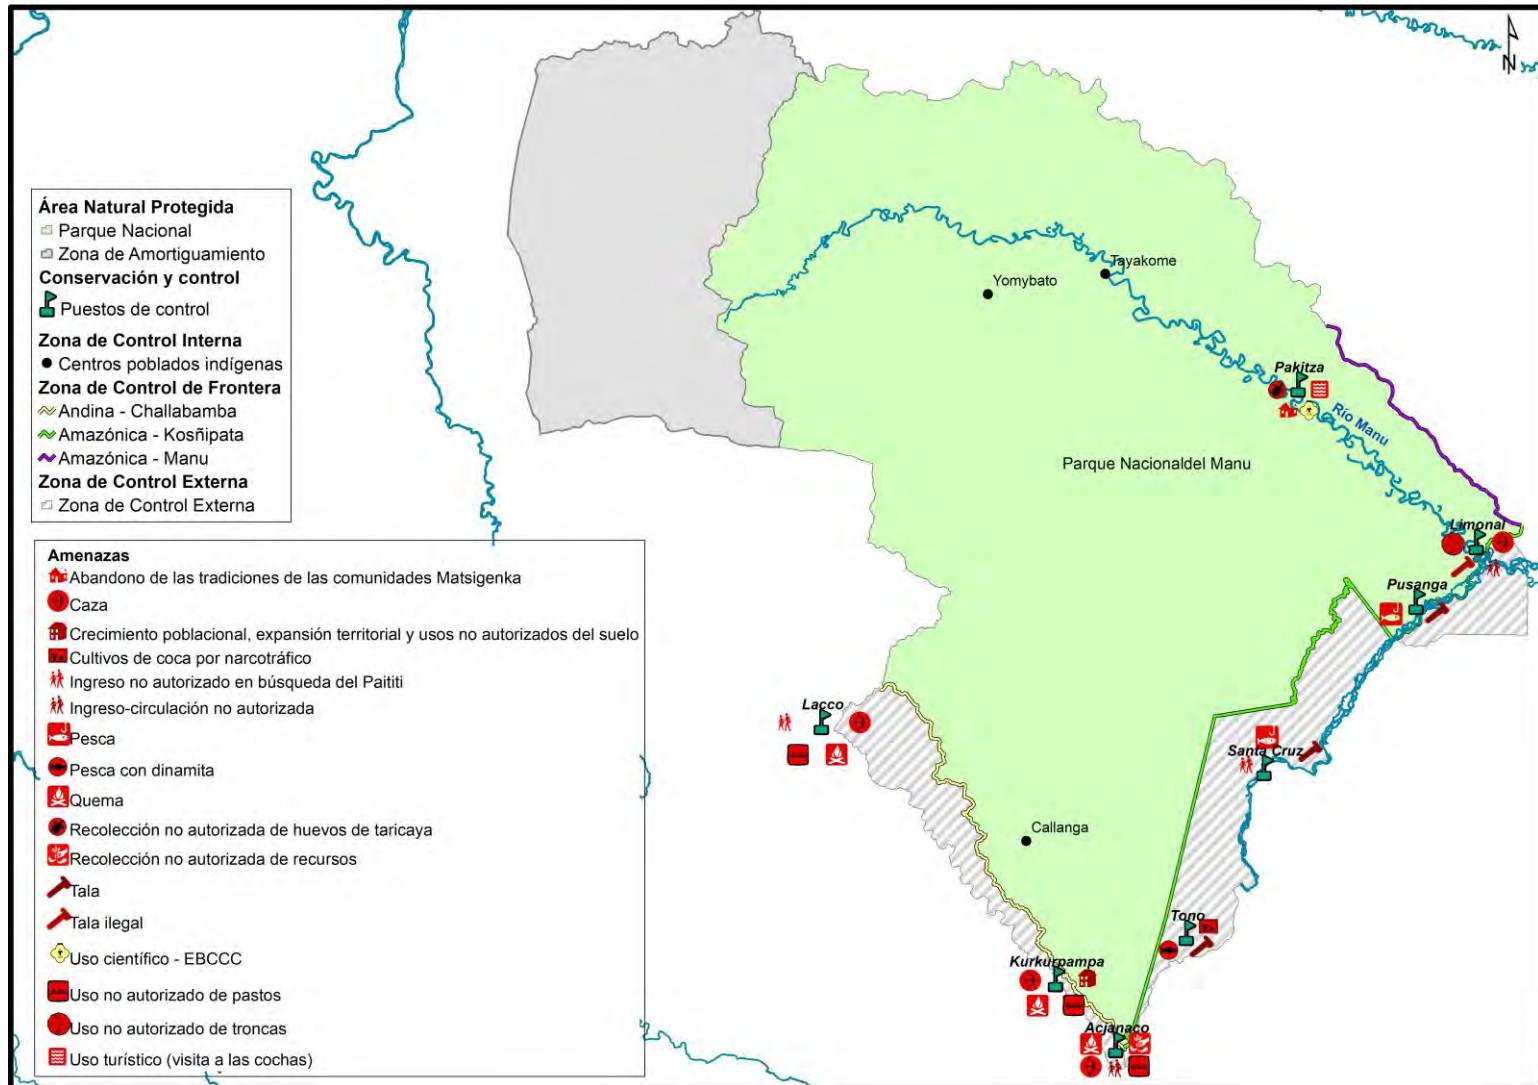 N
Área Natural Protegida
Parque Nacional
Zona de Amortiguamiento
Conservación y control
Puestos de control
Zona de Control Interna
Centros poblados indígenas
Zona de Control de Frontera
Andina - Challabamba
Amazónica - Kosñipata
Amazónica - Manu
Zona de Control Externa
Zona de Control Externa
Amenazas
Abandono de las tradiciones de las comunidades Matsigenka
Caza
Crecimiento poblacional, expansión territorial y usos no autorizados del suelo
Cultivos de coca por narcotráfico
Ingreso no autorizado en búsqueda del Paititi
Ingreso-circulación no autorizada
Pesca
Pesca con dinamita
Quema
Recolección no autorizada de huevos de taricaya
Recolección no autorizada de recursos
Tala
Tala ilegal
Uso científico - EBCCC
Uso no autorizado de pastos
Uso no autorizado de troncas
Uso turístico (visita a las cochas)
Tayakome
Yomybato
Pakitza
Río Manu
Parque Nacionaldel Manu
Limonal
Pusanga
Lacco
Santa Cruz
Callanga
Tono
Kurkurpampa
Acjanaco